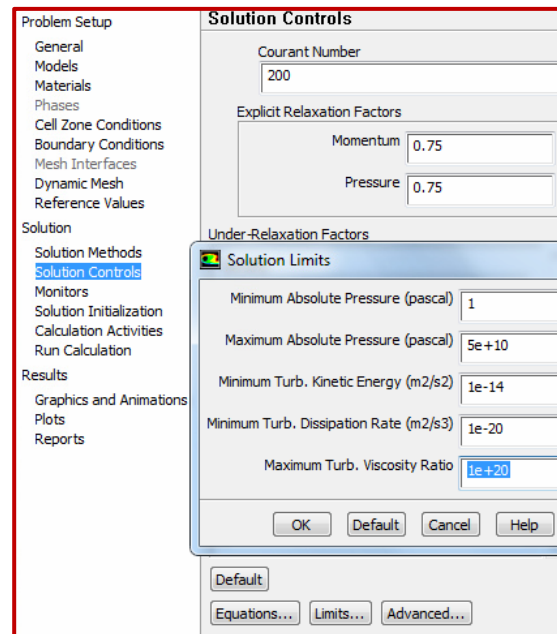 Problem Setup
General
Models
Materials
Phases
Cell Zone Conditions
Boundary Conditions
Mesh Interfaces
Dynamic Mesh
Reference Values
Solution
Solution Methods
Solution Controls
Monitors
Solution Initialization
Calculation Activities
Run Calculation
Results
Graphics and Animations
Plots
Reports
Solution Controls
Courant Number
200
Explicit Relaxation Factors
Momentum 0.75
Pressure 0.75
Under-Relaxation Factors
Solution Limits
Minimum Absolute Pressure (pascal) 1
Maximum Absolute Pressure (pascal) 5e+10
Minimum Turb. Kinetic Energy (m2/s2) 1e-14
Minimum Turb. Dissipation Rate (m2/s3) 1e-20
Maximum Turb. Viscosity Ratio 1e+20
OK Default Cancel Help
Default
Equations... Limits... Advanced...